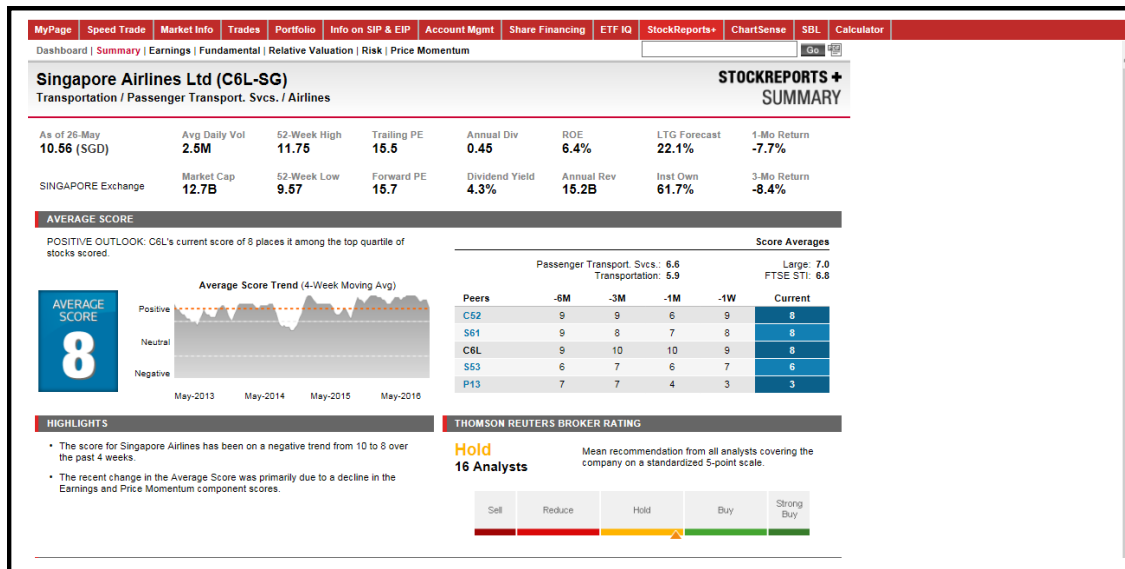 MyPage Speed Trade Market Info Trades Portfolio Info on SIP & EIP Account Mgmt Share Financing ETF IQ StockReports+ ChartSense SBL Calculator
Dashboard | Summary | Earnings | Fundamental | Relative Valuation | Risk | Price Momentum Go
Singapore Airlines Ltd (C6L-SG)
Transportation / Passenger Transport. Svcs. / Airlines
STOCKREPORTS +
SUMMARY
As of 26-May Avg Daily Vol 52-Week High Trailing PE Annual Div ROE LTG Forecast 1-Mo Return
10.56 (SGD) 2.5M 11.75 15.5 0.45 6.4% 22.1% -7.7%
Market Cap 52-Week Low Forward PE Dividend Yield Annual Rev Inst Own 3-Mo Return
SINGAPORE Exchange 12.7B 9.57 15.7 4.3% 15.2B 61.7% -8.4%
AVERAGE SCORE
POSITIVE OUTLOOK: C6L's current score of 8 places it among the top quartile of
stocks scored.
AVERAGE
SCORE
8
Average Score Trend (4-Week Moving Avg)
Positive
Neutral
Negative
May-2013 May-2014 May-2015 May-2016
Score Averages
Passenger Transport. Svcs.: 6.6 Large: 7.0
Transportation: 5.9 FTSE STI: 6.8
Peers -6M -3M -1M -1W Current
C52 9 9 6 9 8
S61 9 8 7 8 8
C6L 9 10 10 9 8
S53 6 7 6 7 6
P13 7 7 4 3 3
HIGHLIGHTS
• The score for Singapore Airlines has been on a negative trend from 10 to 8 over
the past 4 weeks.
• The recent change in the Average Score was primarily due to a decline in the
Earnings and Price Momentum component scores.
THOMSON REUTERS BROKER RATING
Hold
16 Analysts
Mean recommendation from all analysts covering the
company on a standardized 5-point scale.
Sell Reduce Hold Buy Strong
Buy